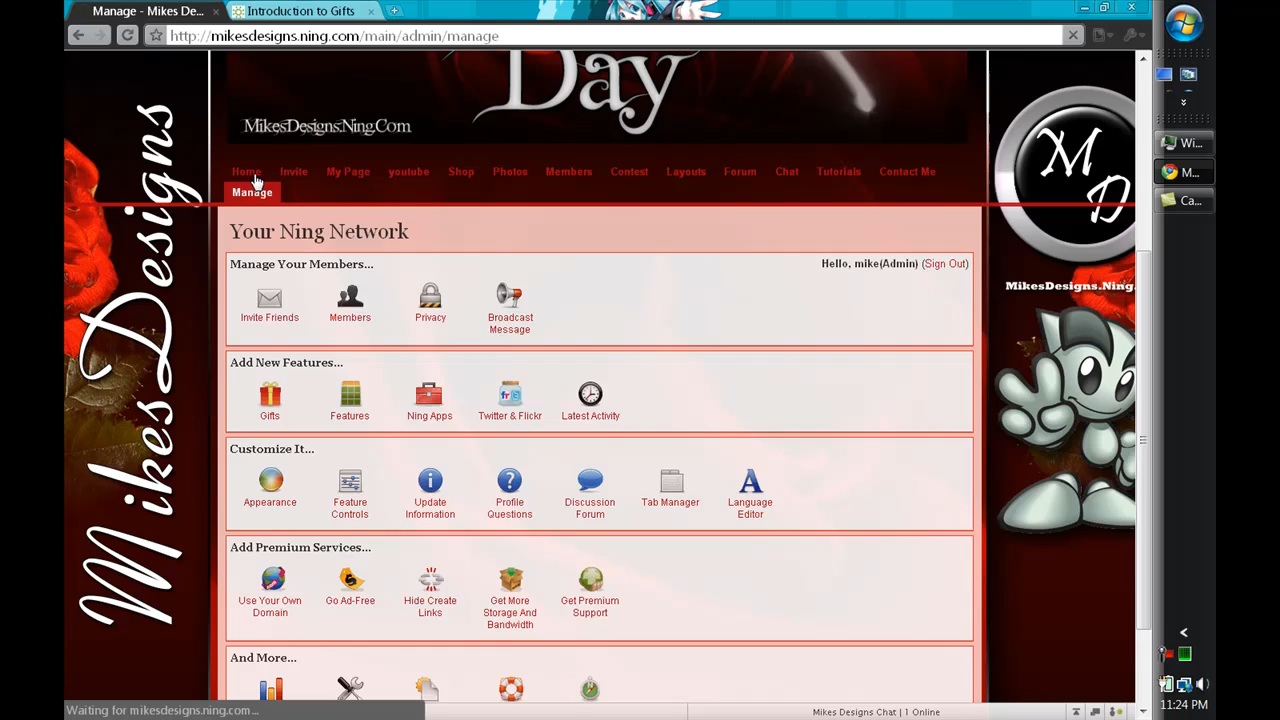 Manage - Mikes De...
Introduction to Gifts
http://mikesdesigns.ning.com/main/admin/manage
Day
MikesDesigns.Ning.Com
MikesDesigns
Home Invite My Page youtube Shop Photos Members Contest Layouts Forum Chat Tutorials Contact Me
Manage
Your Ning Network
Manage Your Members...
Hello, mike(Admin) (Sign Out)
Invite Friends
Members
Privacy
Broadcast
Message
Add New Features...
Gifts
Features
Ning Apps
Twitter & Flickr
Latest Activity
Customize It...
Appearance
Feature
Controls
Update
Information
Profile
Questions
Discussion
Forum
Tab Manager
Language
Editor
Add Premium Services...
Use Your Own
Domain
Go Ad-Free
Hide Create
Links
Get More
Storage And
Bandwidth
Get Premium
Support
And More...
M
D
MikesDesigns.Ning.
Wi...
M...
Ca...
Waiting for mikesdesigns.ning.com...
Mikes Designs Chat | 1 Online
11:24 PM